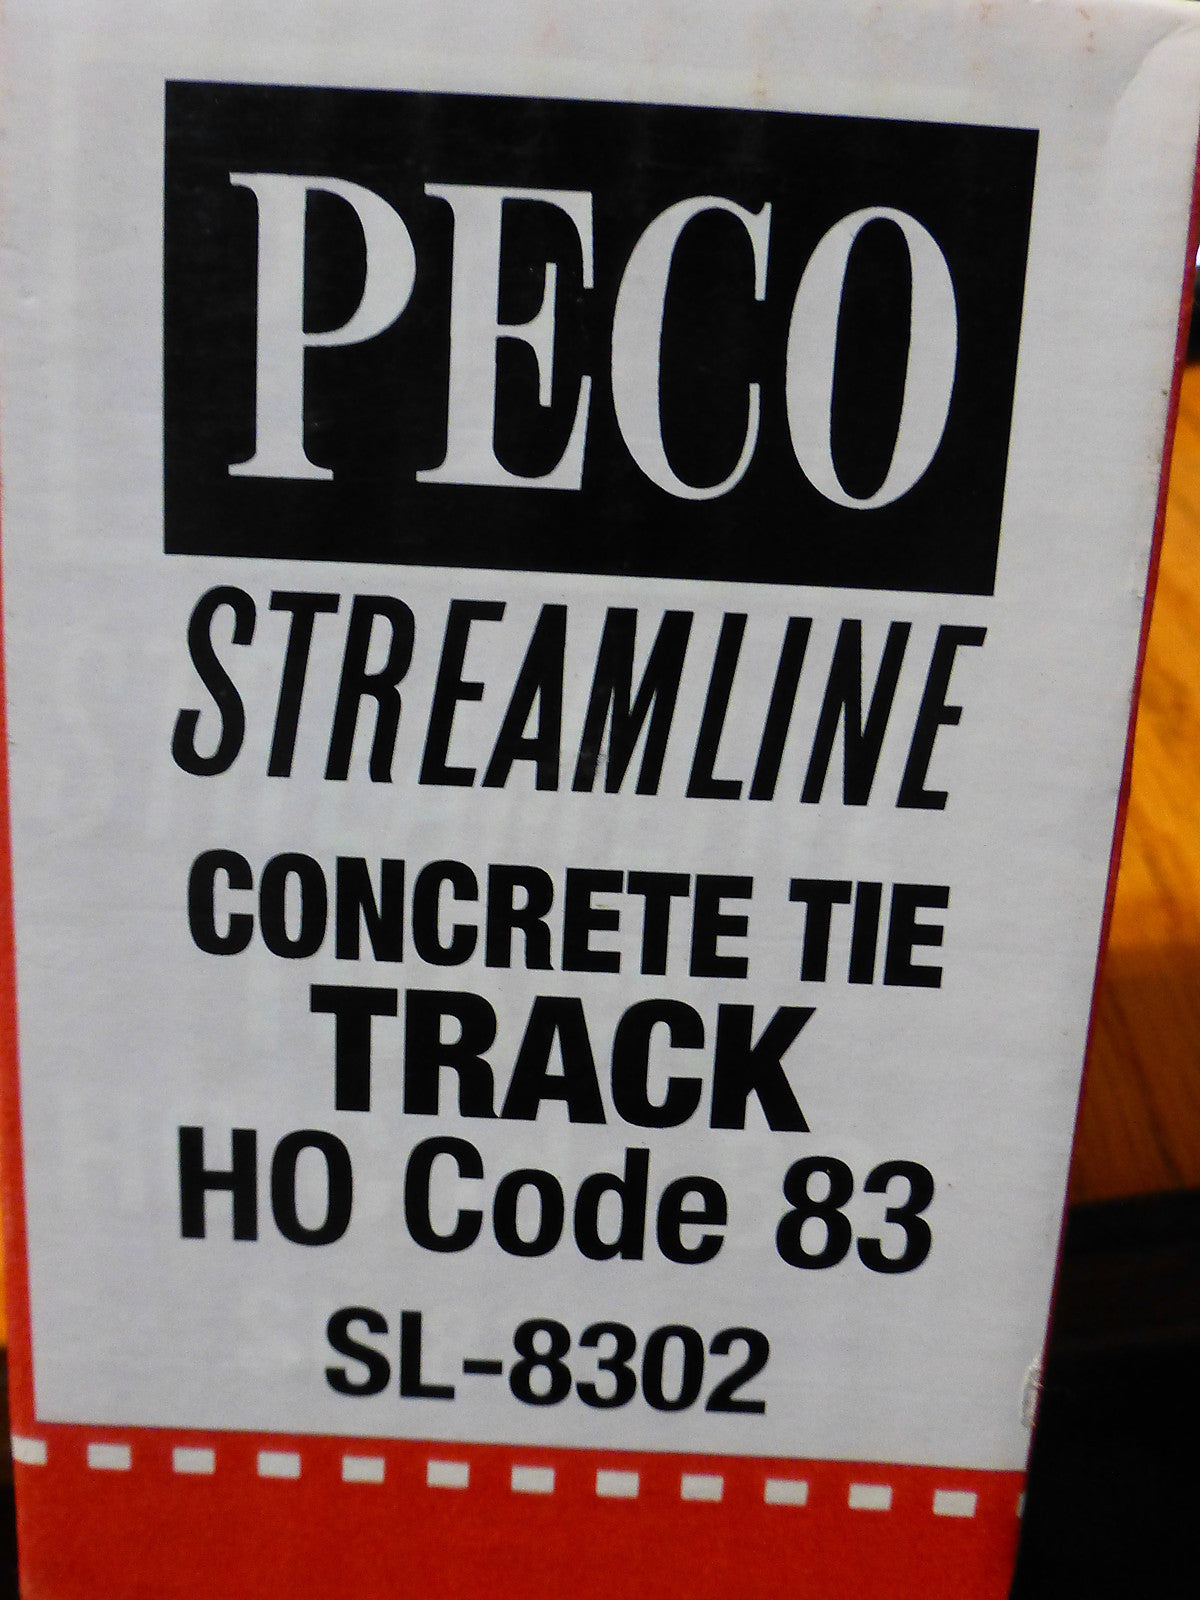 PECO
STREAMLINE
CONCRETE TIE
TRACK
HO Code 83
SL-8302